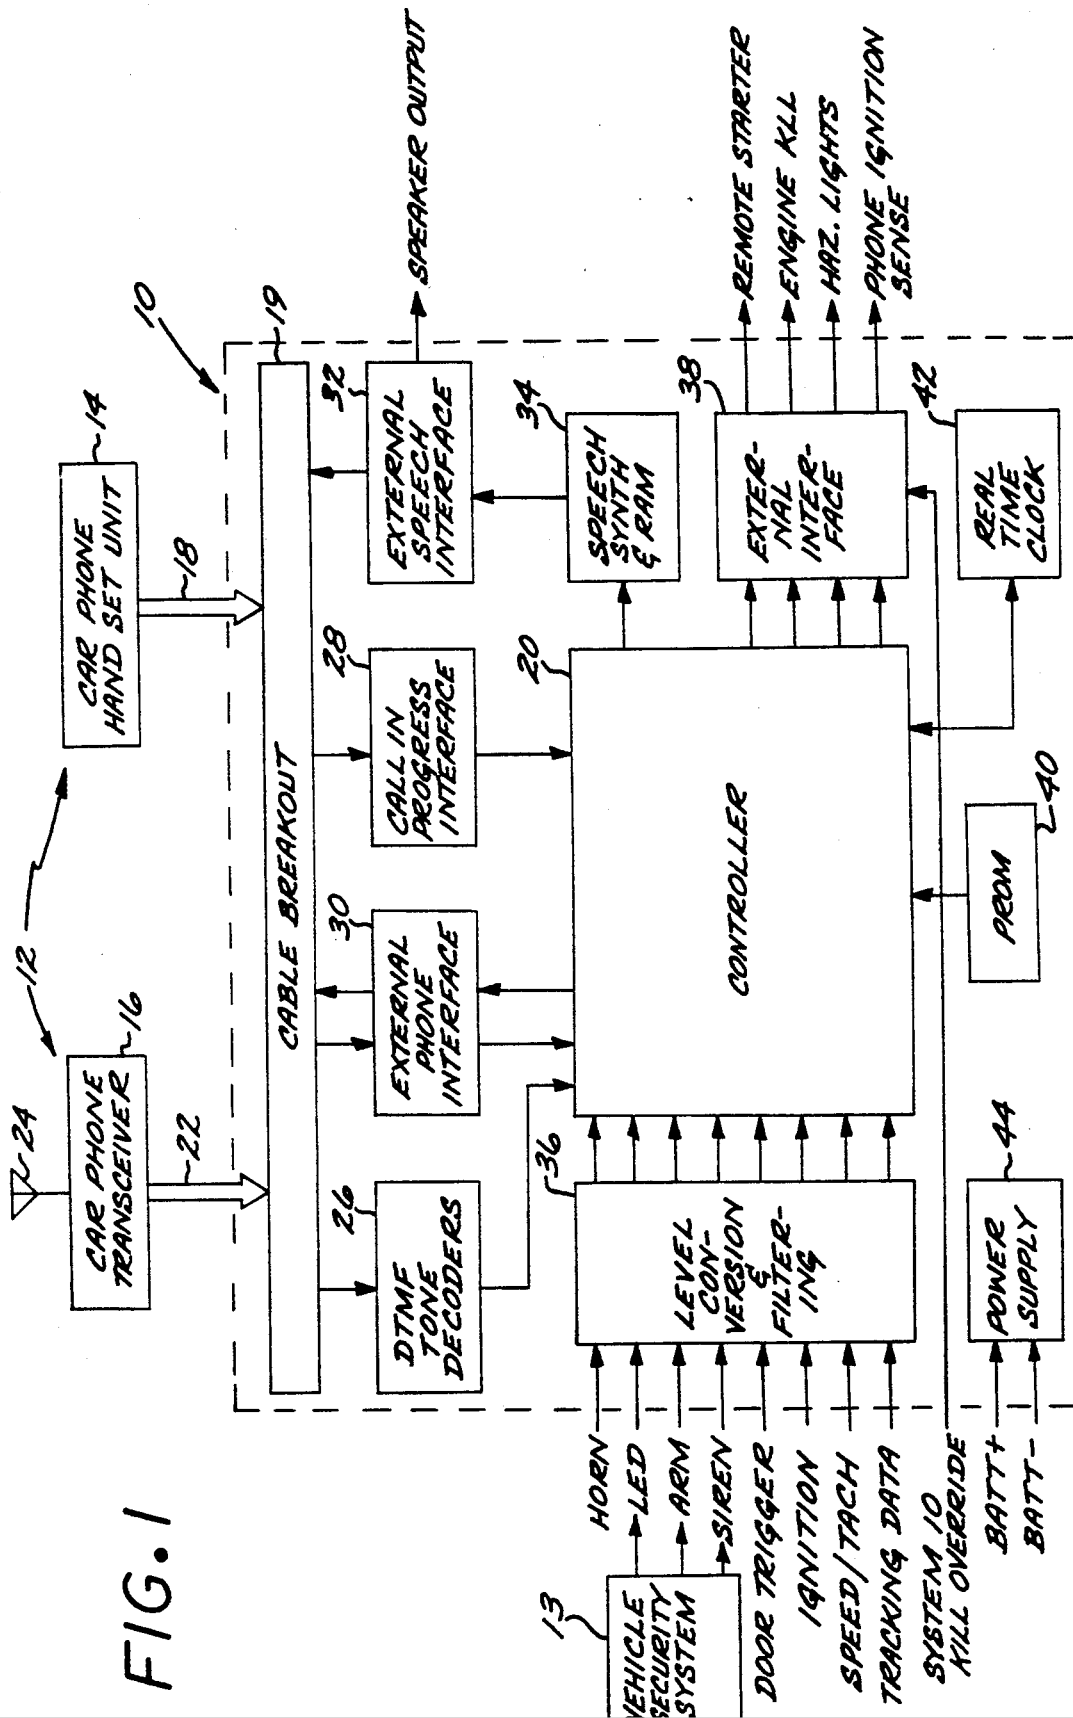 FIG. 1
24
12
14
CAR PHONE
TRANSCEIVER
16
CAR PHONE
HAND SET UNIT
22
18
10
CABLE BREAKOUT
19
26
DTMF
TONE
DECODERS
30
EXTERNAL
PHONE
INTERFACE
28
CALL IN
PROGRESS
INTERFACE
32
EXTERNAL
SPEECH
INTERFACE
SPEAKER OUTPUT
34
SPEECH
SYNTH
& RAM
13
VEHICLE
SECURITY
SYSTEM
HORN
LED
ARM
SIREN
DOOR TRIGGER
IGNITION
SPEED/TACH
TRACKING DATA
SYSTEM 10
KILL OVERRIDE
BATT+
BATT-
36
LEVEL
CON-
VERSION
&
FILTER-
ING
20
CONTROLLER
38
EXTER-
NAL
INTER-
FACE
REMOTE STARTER
ENGINE KLL
HAZ. LIGHTS
PHONE IGNITION
SENSE
44
POWER
SUPPLY
PROM
40
42
REAL
TIME
CLOCK